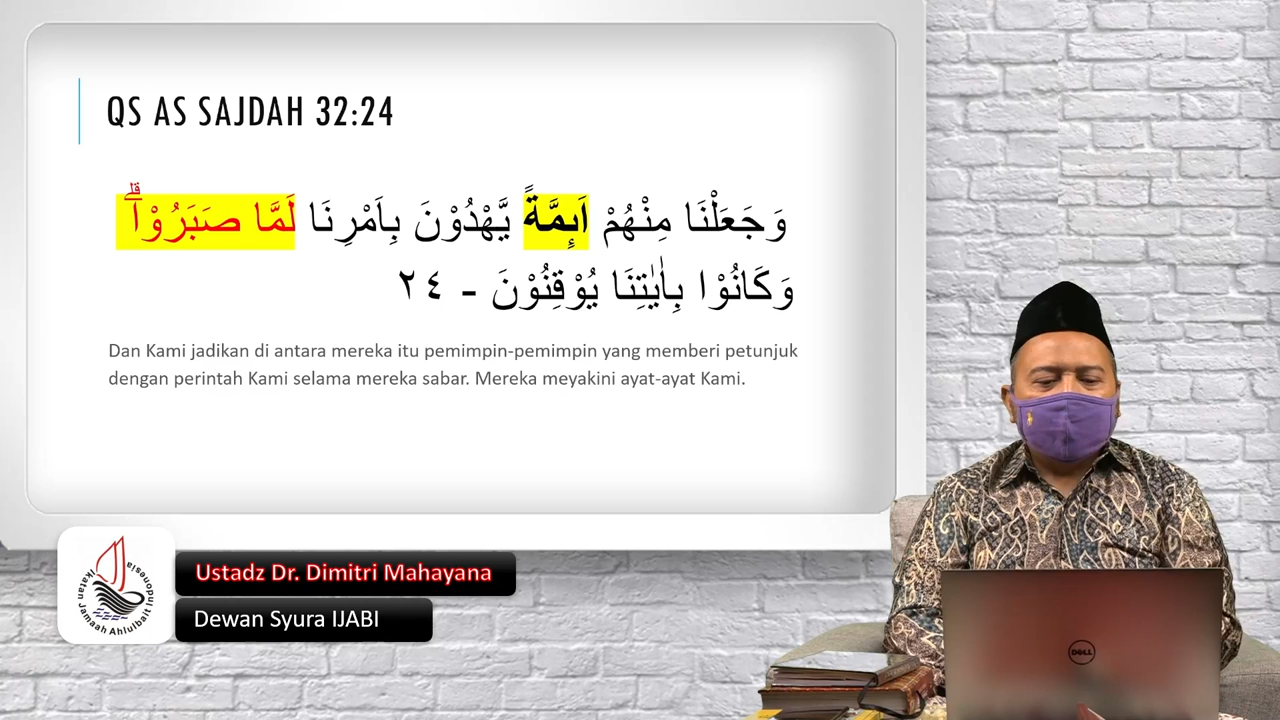 QS AS SAJDAH 32:24
وَجَعَلْنَا مِنْهُمْ اَىِٕمَّةً يَّهْدُوْنَ بِاَمْرِنَا لَمَّا صَبَرُوْاۗ
وَكَانُوْا بِاٰيٰتِنَا يُوْقِنُوْنَ - ٢٤
Dan Kami jadikan di antara mereka itu pemimpin-pemimpin yang memberi petunjuk
dengan perintah Kami selama mereka sabar. Mereka meyakini ayat-ayat Kami.
Ikatan Jamaah Ahlulbait Indonesia
Ustadz Dr. Dimitri Mahayana
Dewan Syura IJABI
DELL